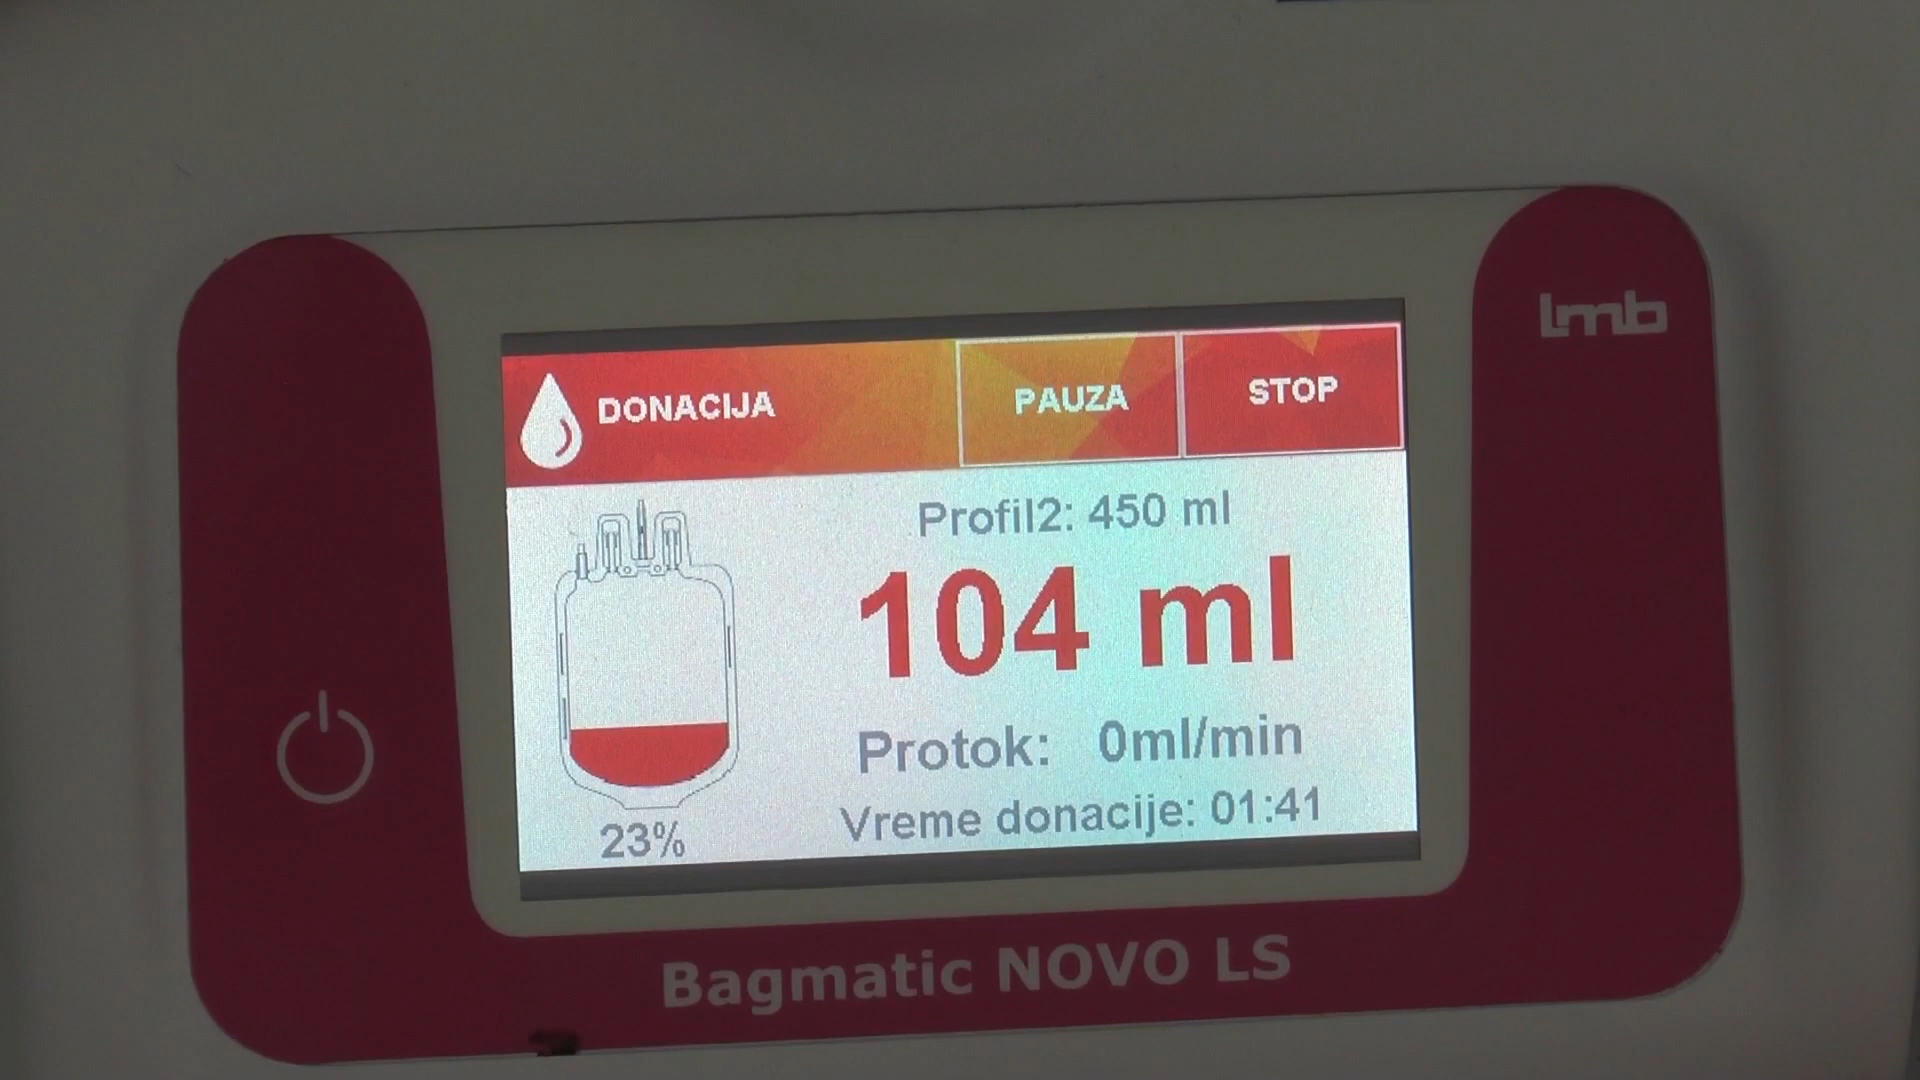 lmb
DONACIJA
PAUZA
STOP
Profil2: 450 ml
104 ml
Protok: 0ml/min
Vreme donacije: 01:41
23%
Bagmatic NOVO LS